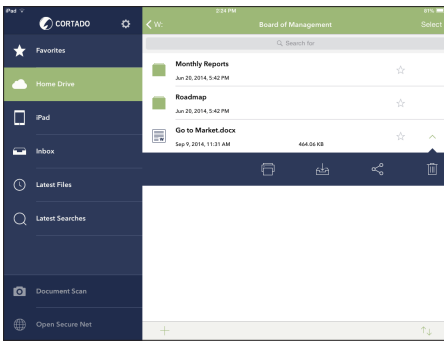 iPad
3:24 PM
91%
CORTADO
W:
Board of Management
Select
Search for
Favorites
Home Drive
iPad
Inbox
Latest Files
Latest Searches
Document Scan
Open Secure Net
Monthly Reports
Jun 20, 2014, 5:42 PM
Roadmap
Jun 20, 2014, 5:42 PM
Go to Market.docx
Sep 9, 2014, 11:31 AM 464.06 KB
W